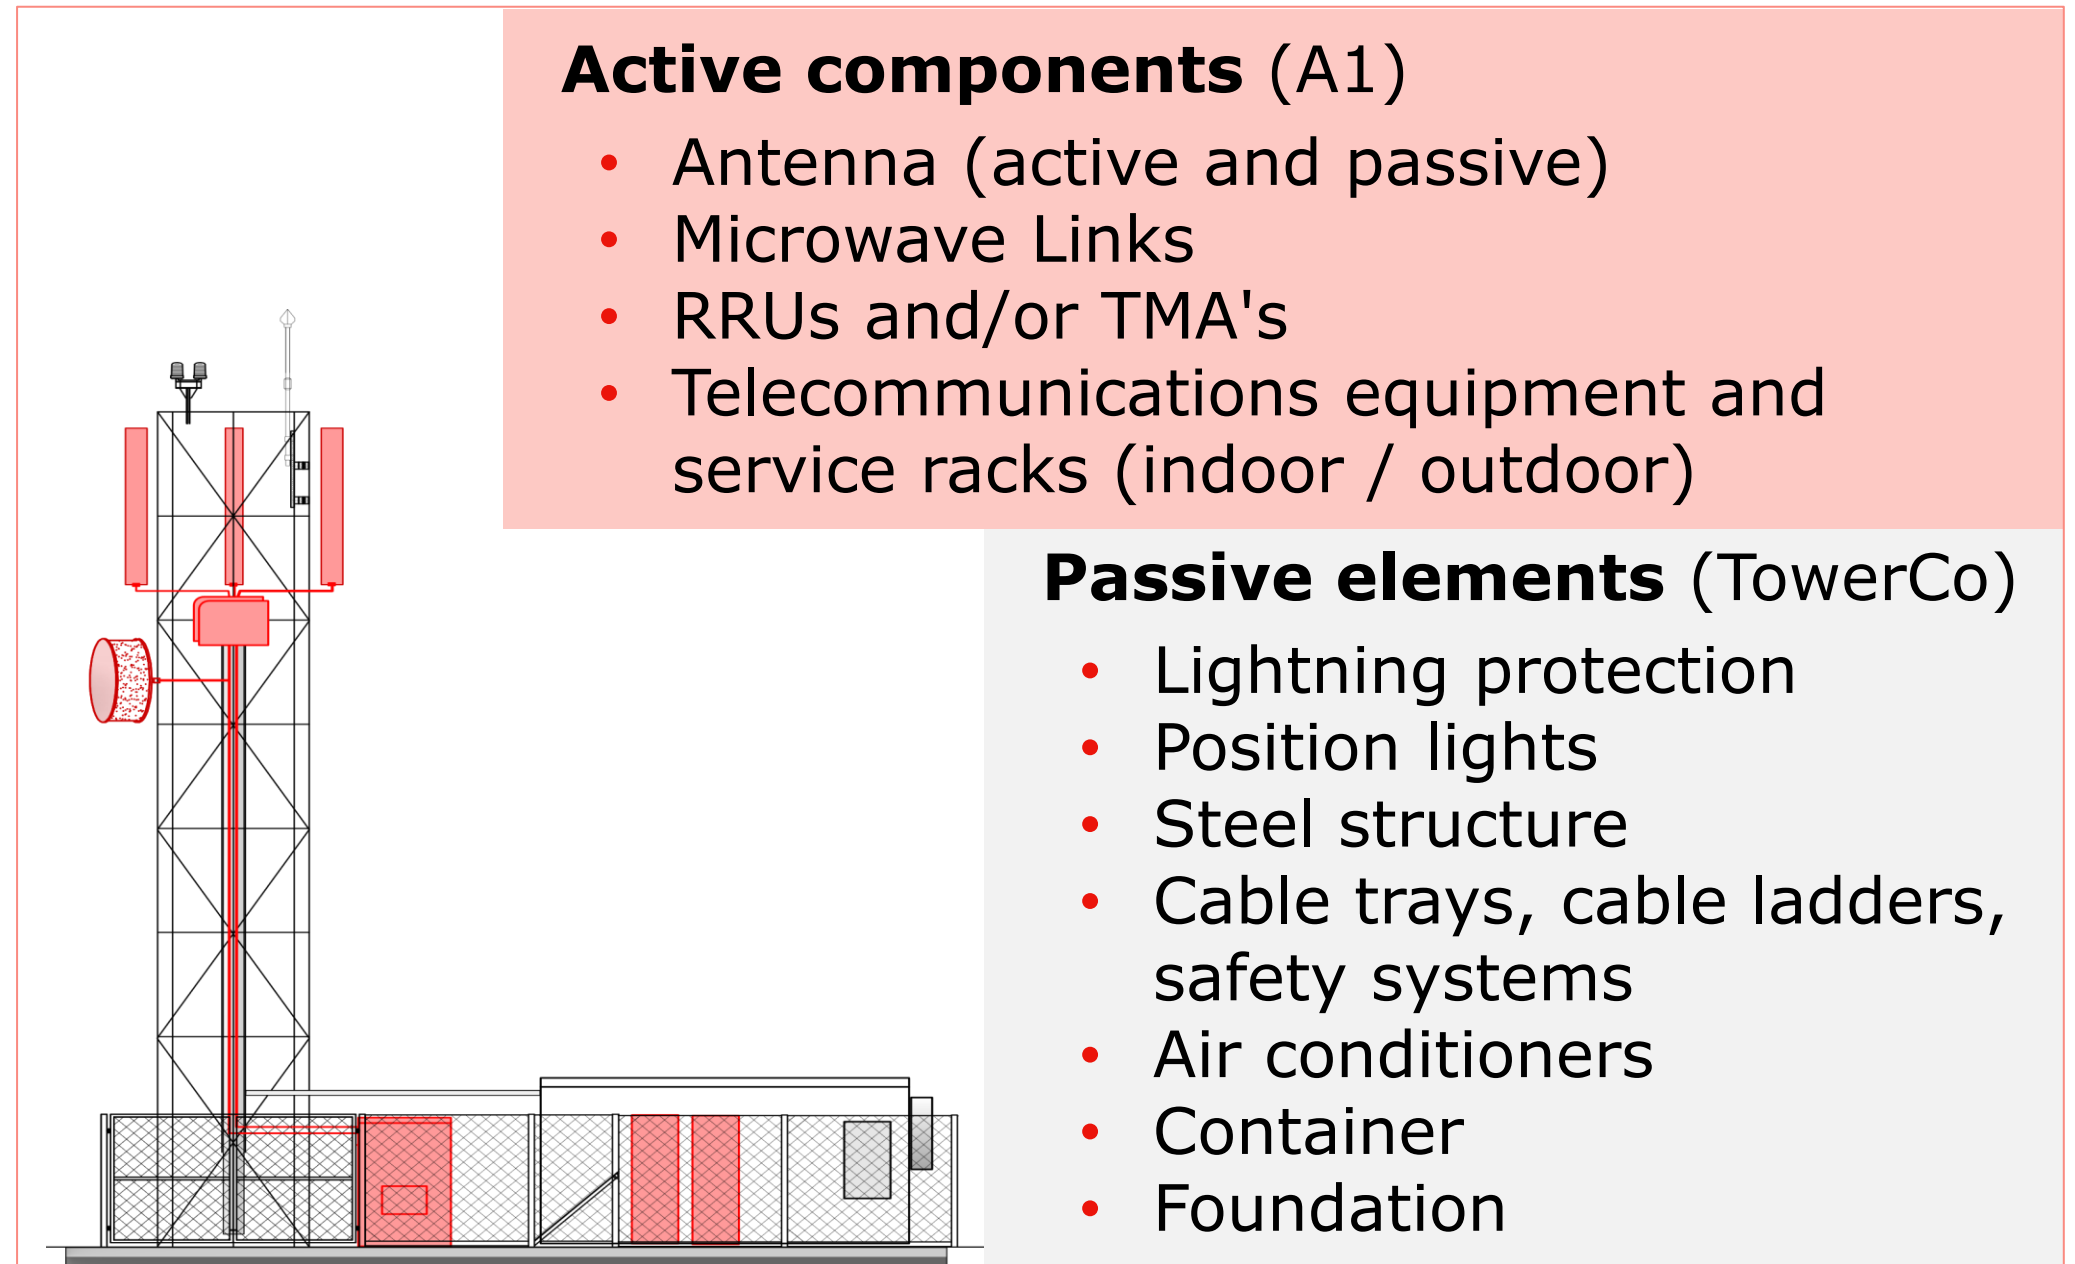 Active components (A1)
• Antenna (active and passive)
• Microwave Links
• RRUs and/or TMA's
• Telecommunications equipment and
service racks (indoor / outdoor)
Passive elements (TowerCo)
• Lightning protection
• Position lights
• Steel structure
• Cable trays, cable ladders,
safety systems
• Air conditioners
• Container
• Foundation